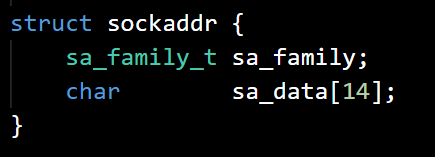 struct sockaddr {
    sa_family_t sa_family;
    char        sa_data[14];
}